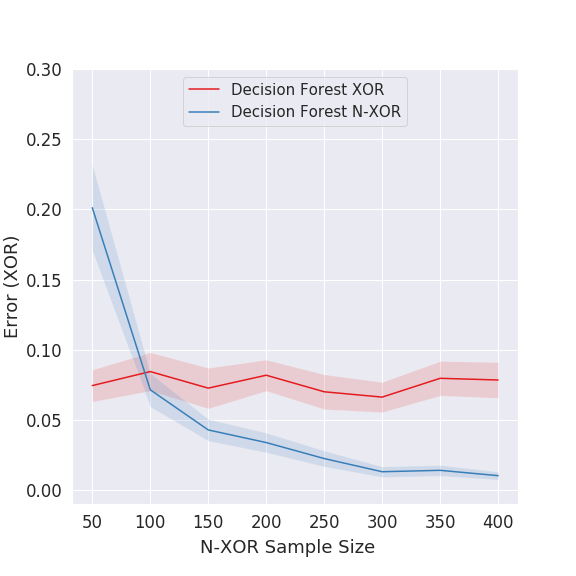 0.30
0.25
0.20
0.15
0.10
0.05
0.00
Error (XOR)
Decision Forest XOR
Decision Forest N-XOR
50 100 150 200 250 300 350 400
N-XOR Sample Size